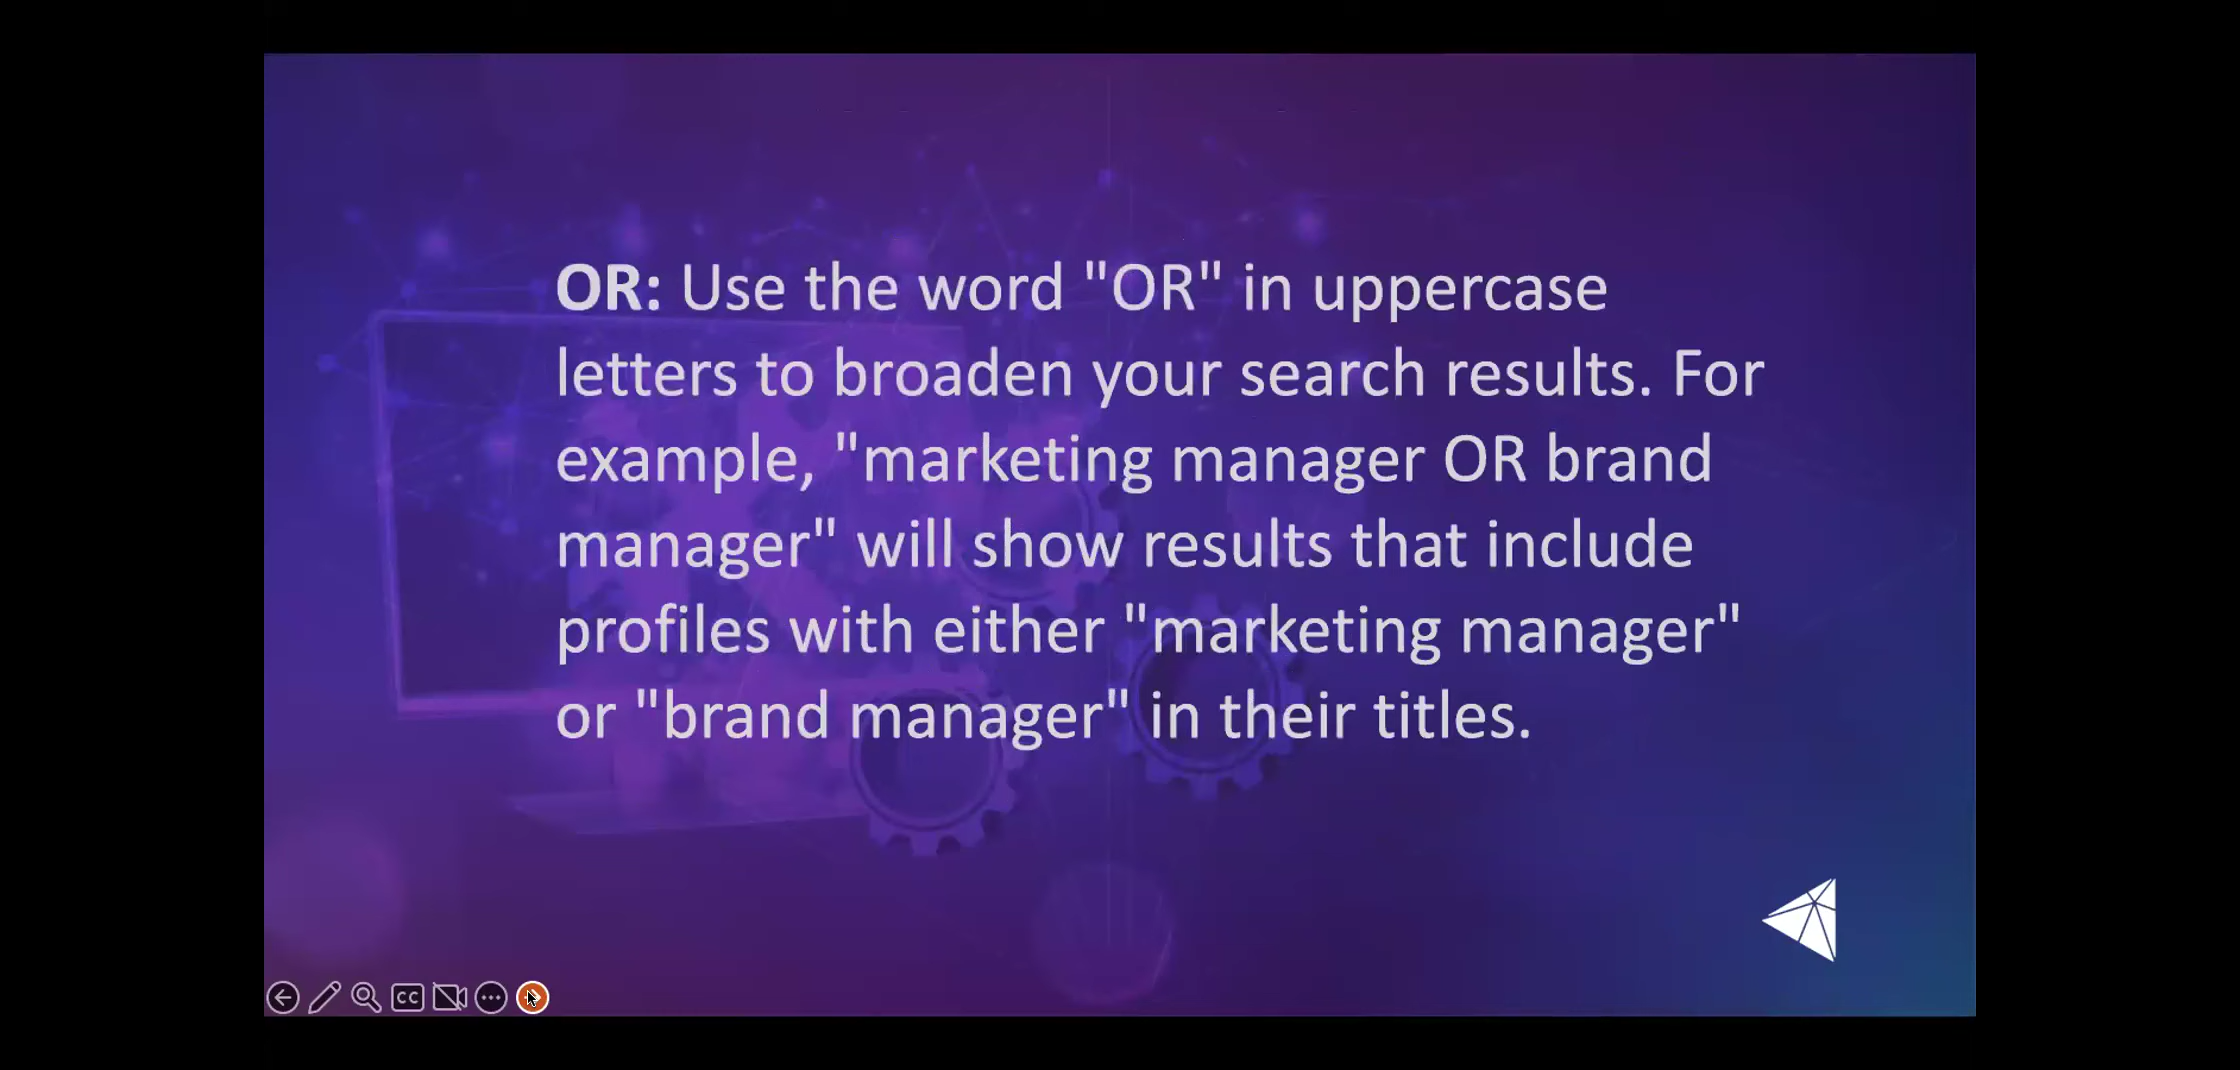 OR: Use the word "OR" in uppercase
letters to broaden your search results. For
example, "marketing manager OR brand
manager" will show results that include
profiles with either "marketing manager"
or "brand manager" in their titles.
CC